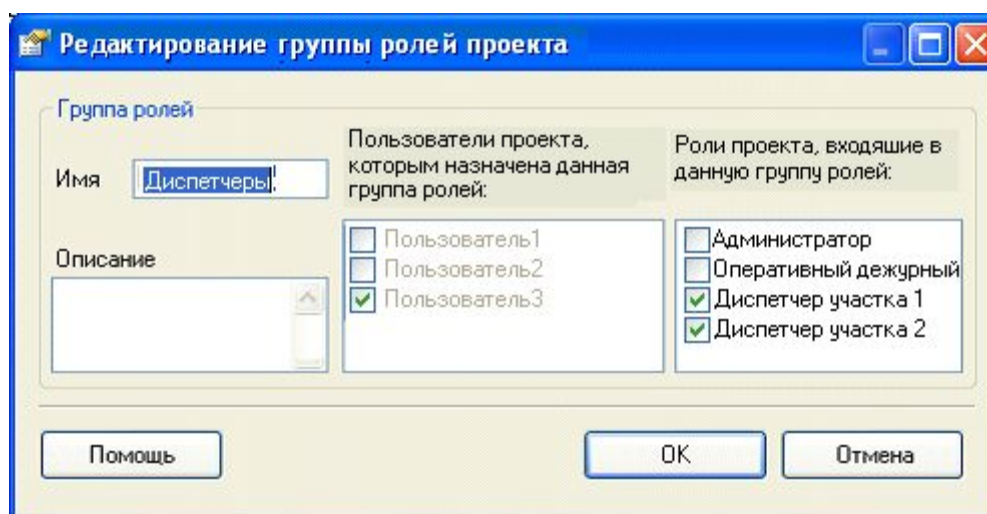 Редактирование группы ролей проекта
Группа ролей
Имя
Диспетчеры
Описание
Пользователи проекта,
которым назначена данная
группа ролей:
Пользователь1
Пользователь2
Пользователь3
Роли проекта, входяшие в
данную группу ролей:
Администратор
Оперативный дежурный
Диспетчер участка 1
Диспетчер участка 2
Помощь
OK
Отмена